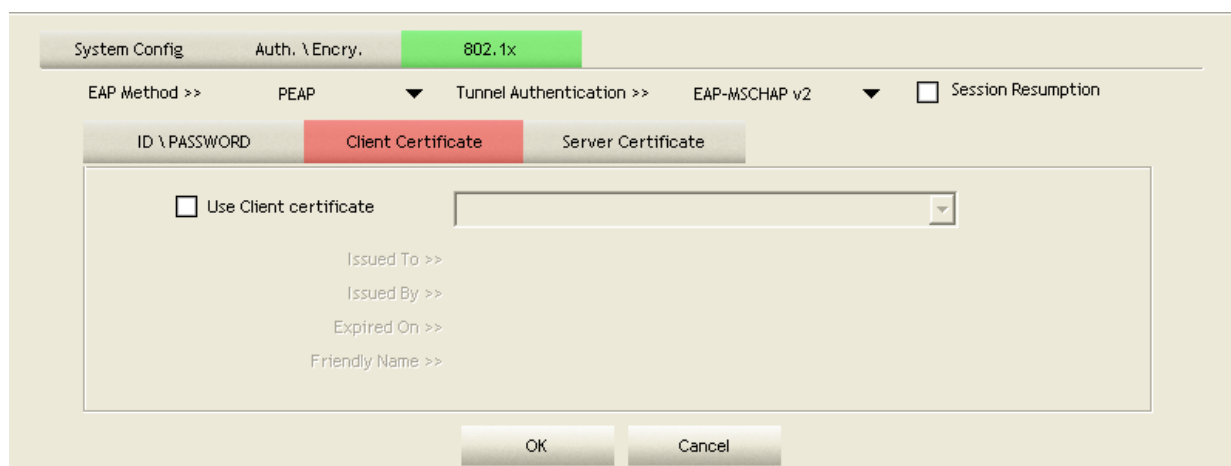 System Config Auth. \ Encry. 802.1x
EAP Method >> PEAP Tunnel Authentication >> EAP-MSCHAP v2 Session Resumption
ID \ PASSWORD Client Certificate Server Certificate
Use Client certificate
Issued To >>
Issued By >>
Expired On >>
Friendly Name >>
OK Cancel